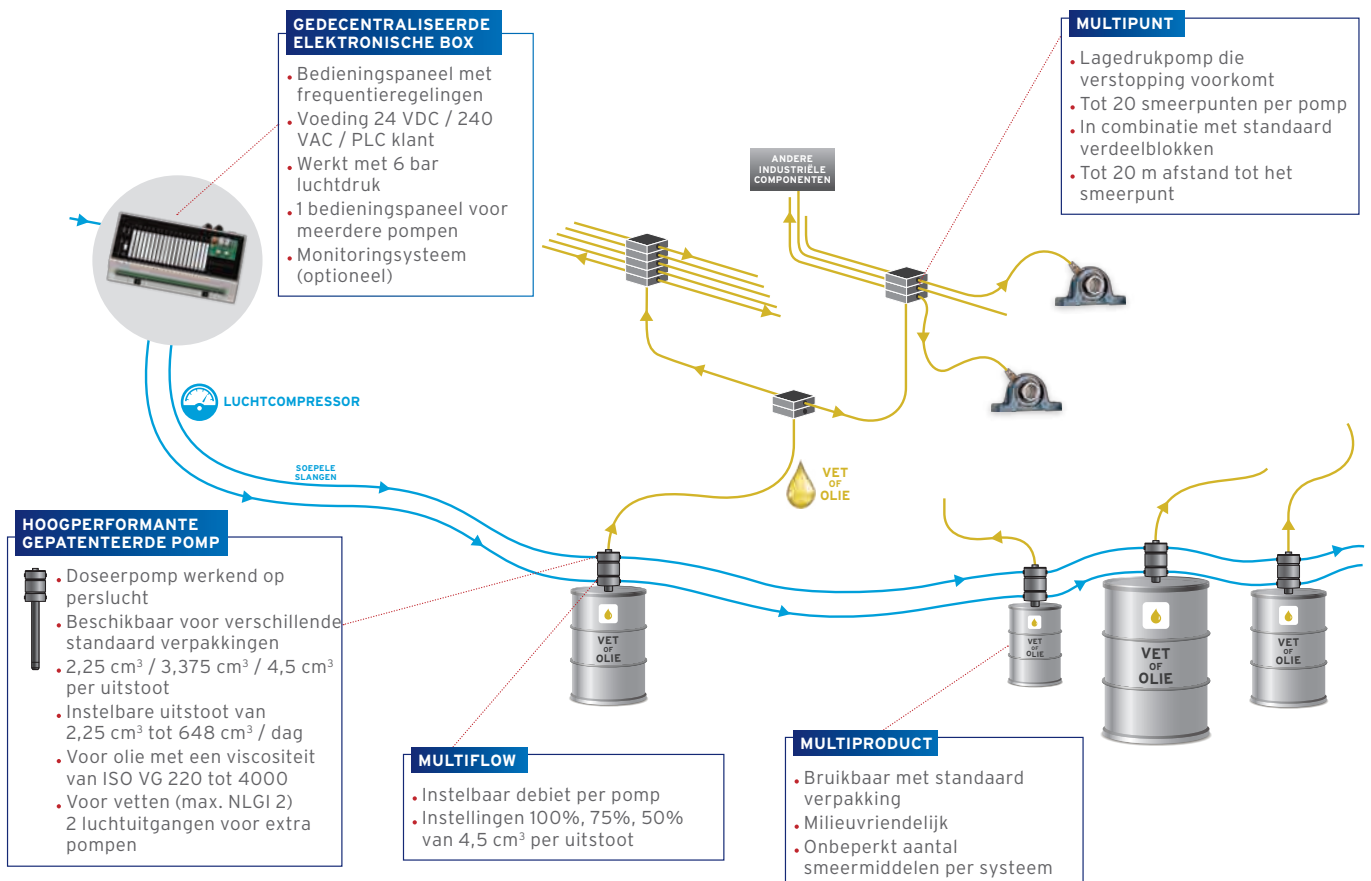 GEDECENTRALISEERDE
ELEKTRONISCHE BOX
• Bedieningspaneel met
frequentieregelingen
• Voeding 24 VDC / 240
VAC / PLC klant
• Werkt met 6 bar
luchtdruk
• 1 bedieningspaneel voor
meerdere pompen
• Monitoringsysteem
(optioneel)
MULTIPUNT
• Lagedrukpomp die
verstopping voorkomt
• Tot 20 smeerpunten per pomp
• In combinatie met standaard
verdeelblokken
• Tot 20 m afstand tot het
smeerpunt
ANDERE
INDUSTRIËLE
COMPONENTEN
LUCHTCOMPRESSOR
SOEPELE
SLANGEN
VET
OF
OLIE
HOOGPERFORMANTE
GEPATENTEERDE POMP
• Doseerpomp werkend op
perslucht
• Beschikbaar voor verschillende
standaard verpakkingen
• 2,25 cm³ / 3,375 cm³ / 4,5 cm³
per uitstoot
• Instelbare uitstoot van
2,25 cm³ tot 648 cm³ / dag
• Voor olie met een viscositeit
van ISO VG 220 tot 4000
• Voor vetten (max. NLGI 2)
2 luchtuitgangen voor extra
pompen
VET
OF
OLIE
VET
OF
OLIE
VET
OF
OLIE
VET
OF
OLIE
MULTIFLOW
• Instelbaar debiet per pomp
• Instellingen 100%, 75%, 50%
van 4,5 cm³ per uitstoot
MULTIPRODUCT
• Bruikbaar met standaard
verpakking
• Milieuvriendelijk
• Onbeperkt aantal
smeermiddelen per systeem